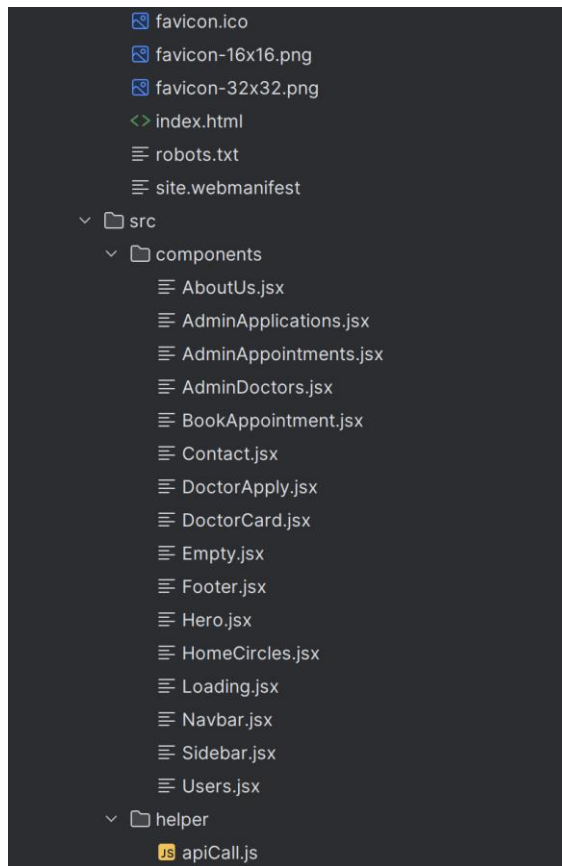 favicon.ico
favicon-16x16.png
favicon-32x32.png
index.html
robots.txt
site.webmanifest
src
components
AboutUs.jsx
AdminApplications.jsx
AdminAppointments.jsx
AdminDoctors.jsx
BookAppointment.jsx
Contact.jsx
DoctorApply.jsx
DoctorCard.jsx
Empty.jsx
Footer.jsx
Hero.jsx
HomeCircles.jsx
Loading.jsx
Navbar.jsx
Sidebar.jsx
Users.jsx
helper
JS apiCall.js